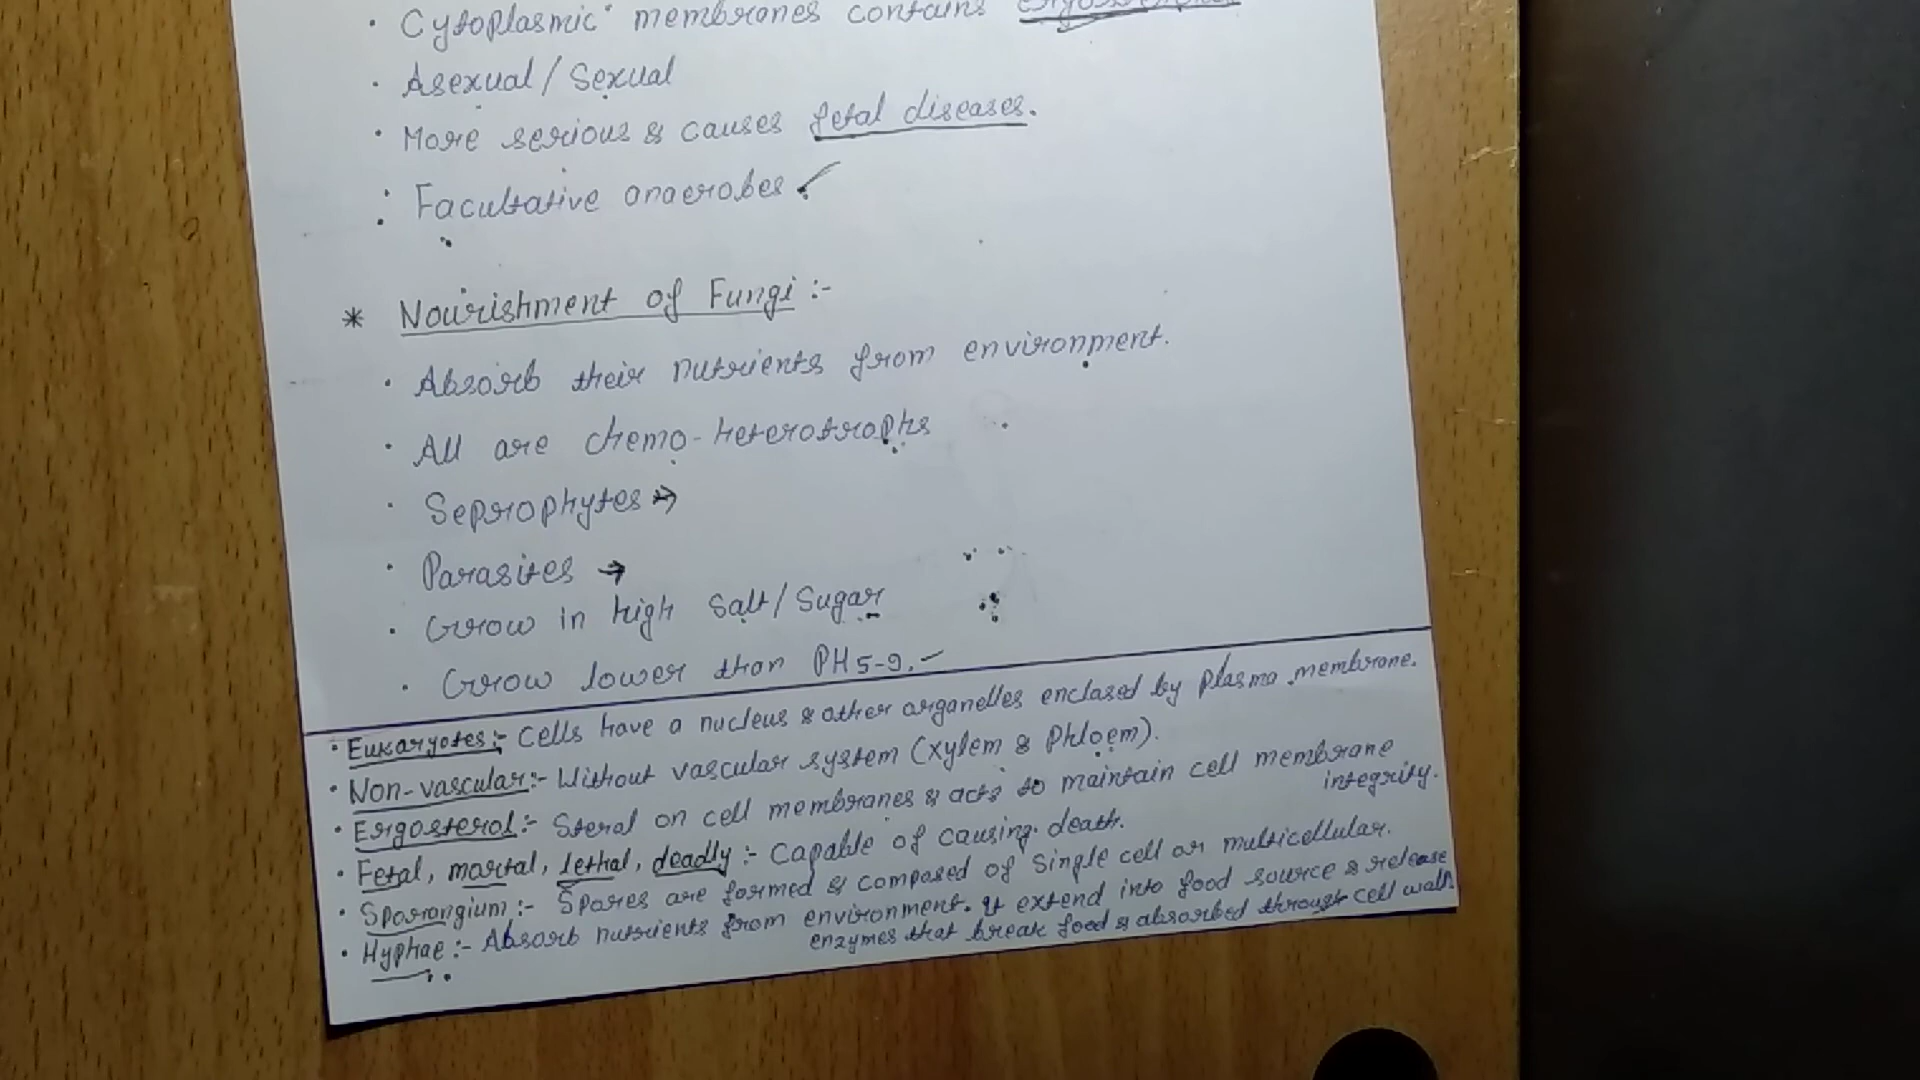 · Cytoplasmic membranes contains
· Asexual / Sexual
· More serious & causes fetal diseases.
· Facultative anaerobes
* Nourishment of Fungi :-
· Absorb their nutrients from environment.
· All are chemo-heterotrophs
· Seprophytes →
· Parasites →
· Grow in high Salt / Sugar
· Grow lower than PH 5-9.
· Eukaryotes:- Cells have a nucleus & other organelles enclosed by plasma membrane.
· Non-vascular:- Without vascular system (Xylem & Phloem).
· Ergosterol:- Sterol on cell membranes & acts to maintain cell membrane
integrity.
· Fetal, mortal, lethal, deadly :- Capable of causing death.
· Sporangium :- Spores are formed & composed of Single cell or multicellular.
· Hyphae :- Absorb nutrients from environment. & extend into food source & release
enzymes that break food & absorbed through cell wall.